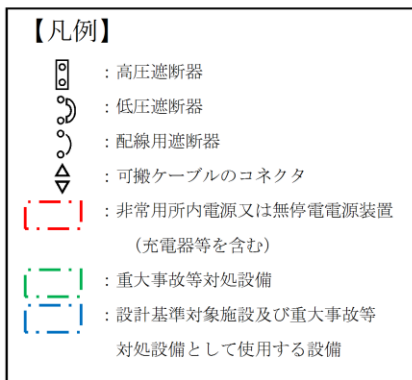 【凡例】
：高圧遮断器
：低圧遮断器
：配線用遮断器
：可搬ケーブルのコネクタ
：非常用所内電源又は無停電電源装置
（充電器等を含む）
：重大事故等対処設備
：設計基準対象施設及び重大事故等
対処設備として使用する設備